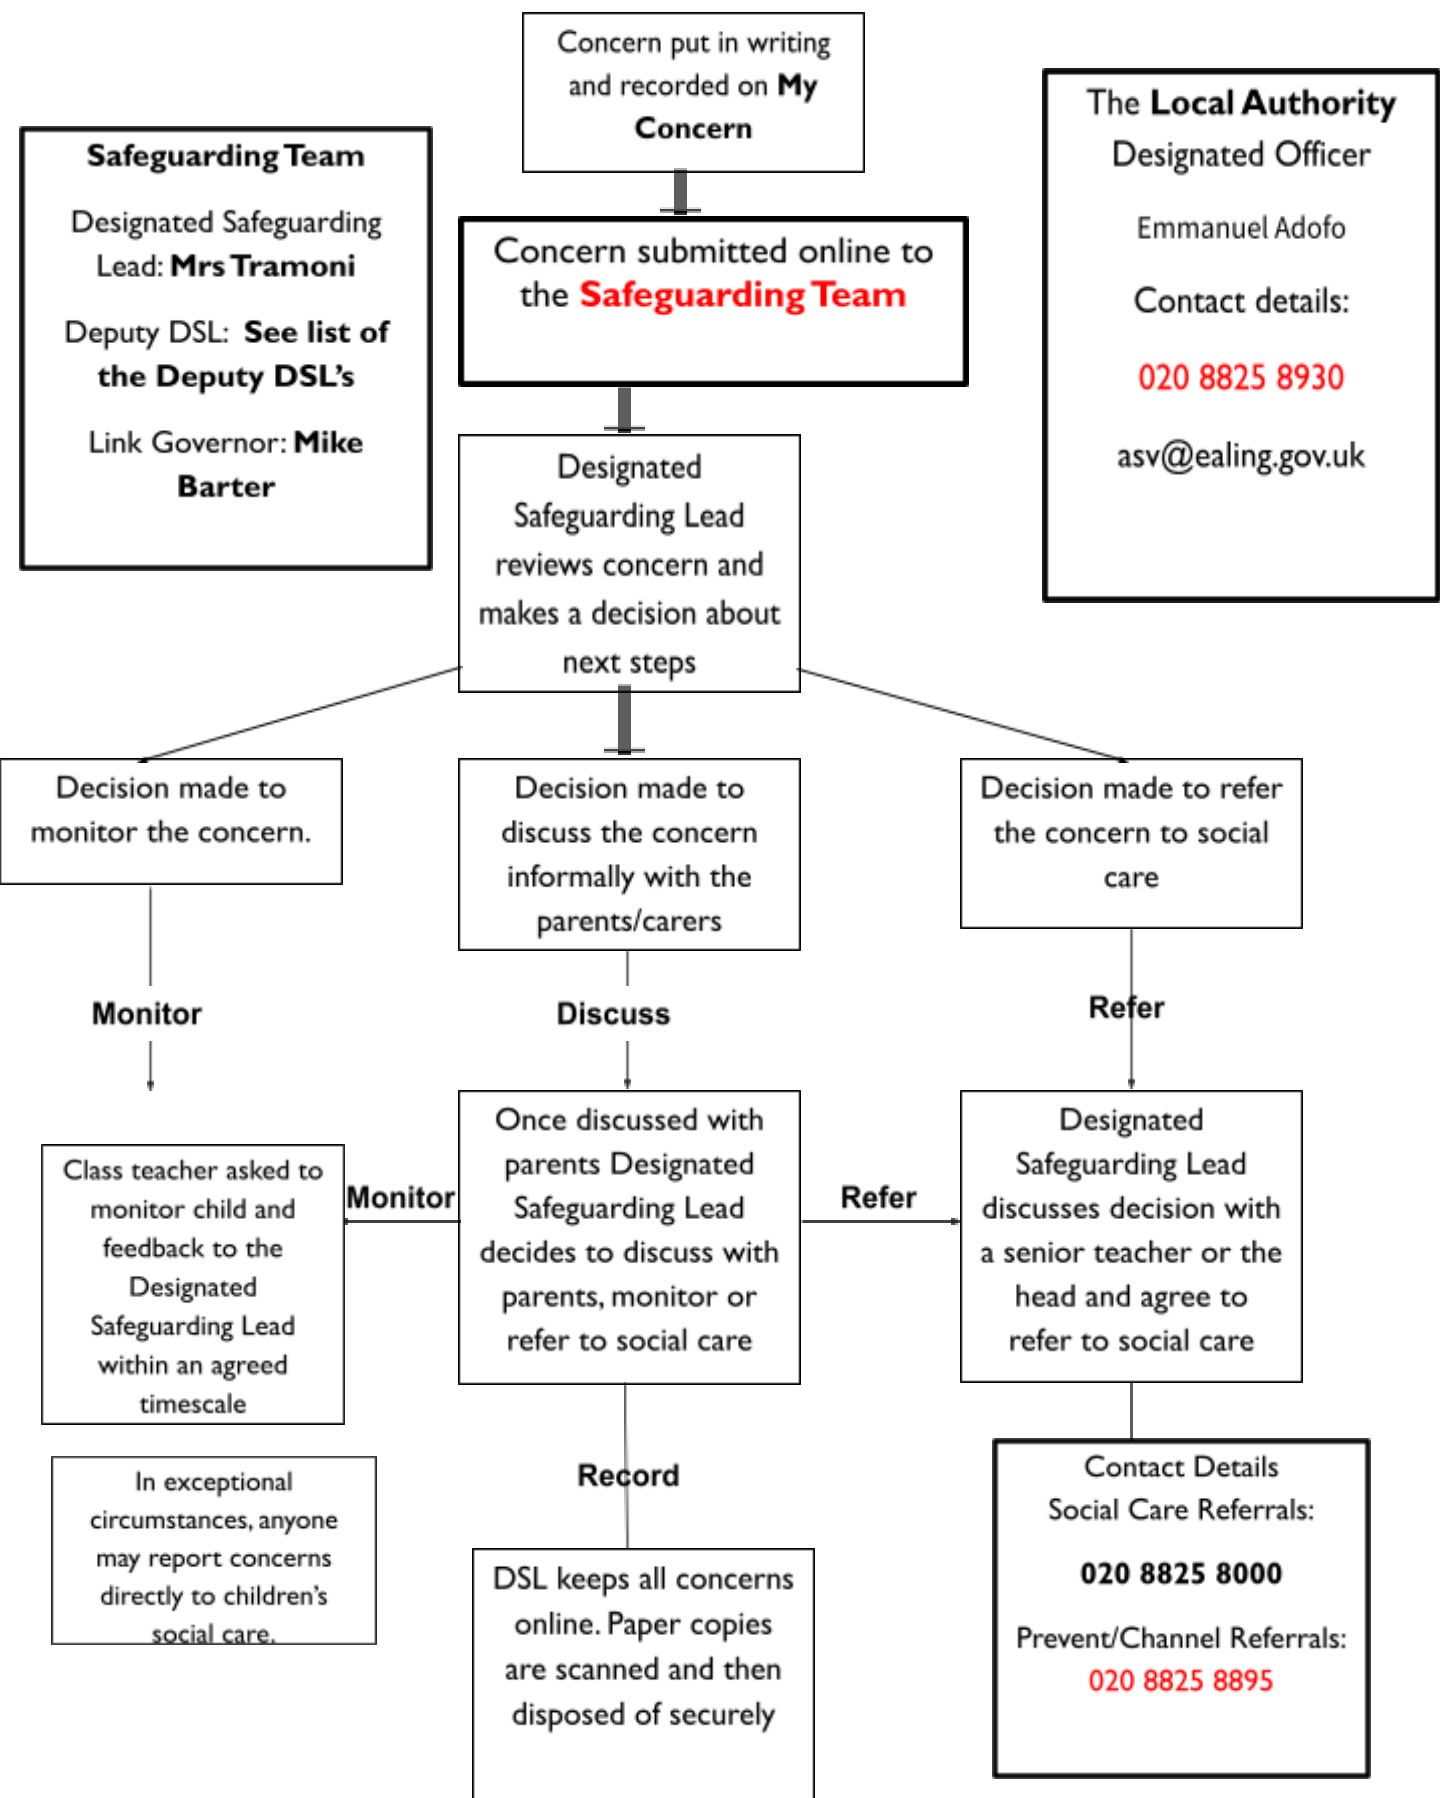 Concern put in writing
and recorded on My
Concern
The Local Authority
Designated Officer
Emmanuel Adofo
Contact details:
020 8825 8930
asv@ealing.gov.uk
Safeguarding Team
Designated Safeguarding
Lead: Mrs Tramoni
Deputy DSL: See list of
the Deputy DSL’s
Link Governor: Mike
Barter
Concern submitted online to
the Safeguarding Team
Designated
Safeguarding Lead
reviews concern and
makes a decision about
next steps
Decision made to
monitor the concern.
Decision made to
discuss the concern
informally with the
parents/carers
Decision made to refer
the concern to social
care
Monitor
Discuss
Refer
Class teacher asked to
monitor child and
feedback to the
Designated
Safeguarding Lead
within an agreed
timescale
Monitor
Once discussed with
parents Designated
Safeguarding Lead
decides to discuss with
parents, monitor or
refer to social care
Refer
Designated
Safeguarding Lead
discusses decision with
a senior teacher or the
head and agree to
refer to social care
In exceptional
circumstances, anyone
may report concerns
directly to children’s
social care.
Record
DSL keeps all concerns
online. Paper copies
are scanned and then
disposed of securely
Contact Details
Social Care Referrals:
020 8825 8000
Prevent/Channel Referrals:
020 8825 8895